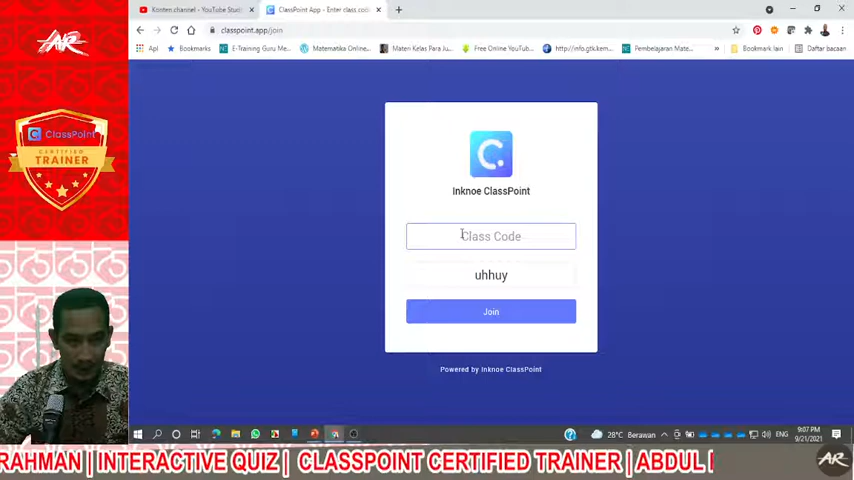 Konten channel - YouTube Studi
ClassPoint App - Enter class code
AR
classpoint.app/join
Apl
Bookmarks
E-Training Guru Me...
Matematika Online...
Materi Kelas Para Ju...
Free Online YouTub...
http://info.gtk.kem...
Pembelajaran Mate...
Bookmark lain
Daftar bacaan
ClassPoint
CERTIFIED
TRAINER
C.
Inknoe ClassPoint
Class Code
uhhuy
Join
Powered by Inknoe ClassPoint
28°C Berawan
ENG
9:07 PM
9/21/2021
RAHMAN | INTERACTIVE QUIZ | CLASSPOINT CERTIFIED TRAINER | ABDUL
AR